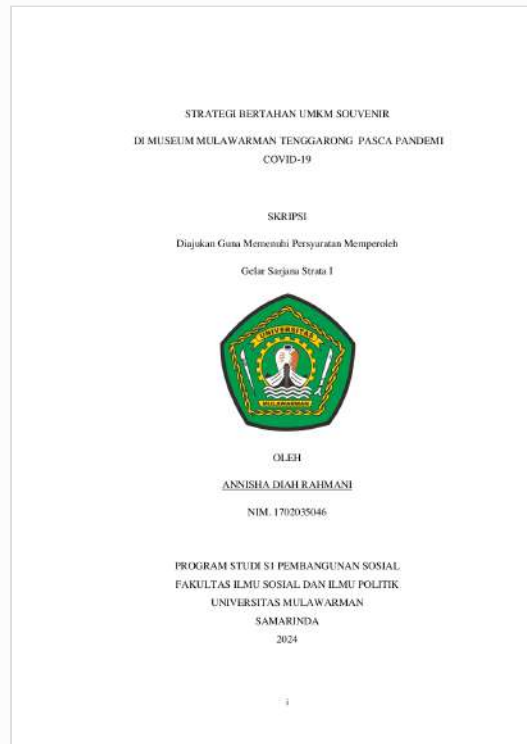 STRATEGI BERTAHAN UMKM SOUVENIR
DI MUSEUM MULAWARMAN TENGGARONG PASCA PANDEMI
COVID-19
SKRIPSI
Diajukan Guna Memenuhi Persyaratan Memperoleh
Gelar Sarjana Strata I
UNIVERSITAS
MULAWARMAN
OLEH
ANNISHA DIAH RAHMANI
NIM. 1702035046
PROGRAM STUDI S1 PEMBANGUNAN SOSIAL
FAKULTAS ILMU SOSIAL DAN ILMU POLITIK
UNIVERSITAS MULAWARMAN
SAMARINDA
2024
i